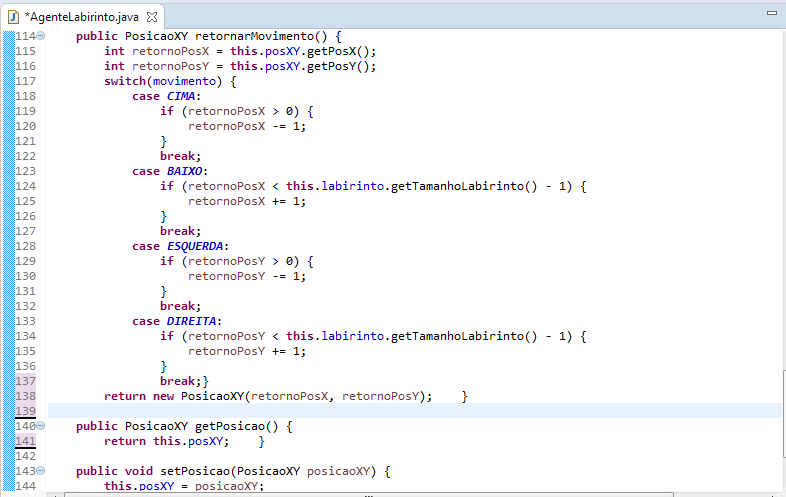 *AgenteLabirinto.java
114 public PosicaoXY retornarMovimento() {
115 int retornoPosX = this.posXY.getPosX();
116 int retornoPosY = this.posXY.getPosY();
117 switch(movimento) {
118 case CIMA:
119 if (retornoPosX > 0) {
120 retornoPosX -= 1;
121 }
122 break;
123 case BAIXO:
124 if (retornoPosX < this.labirinto.getTamanhoLabirinto() - 1) {
125 retornoPosX += 1;
126 }
127 break;
128 case ESQUERDA:
129 if (retornoPosY > 0) {
130 retornoPosY -= 1;
131 }
132 break;
133 case DIREITA:
134 if (retornoPosY < this.labirinto.getTamanhoLabirinto() - 1) {
135 retornoPosY += 1;
136 }
137 break;}
138 return new PosicaoXY(retornoPosX, retornoPosY); }
139
140 public PosicaoXY getPosicao() {
141 return this.posXY; }
142
143 public void setPosicao(PosicaoXY posicaoXY) {
144 this.posXY = posicaoXY;